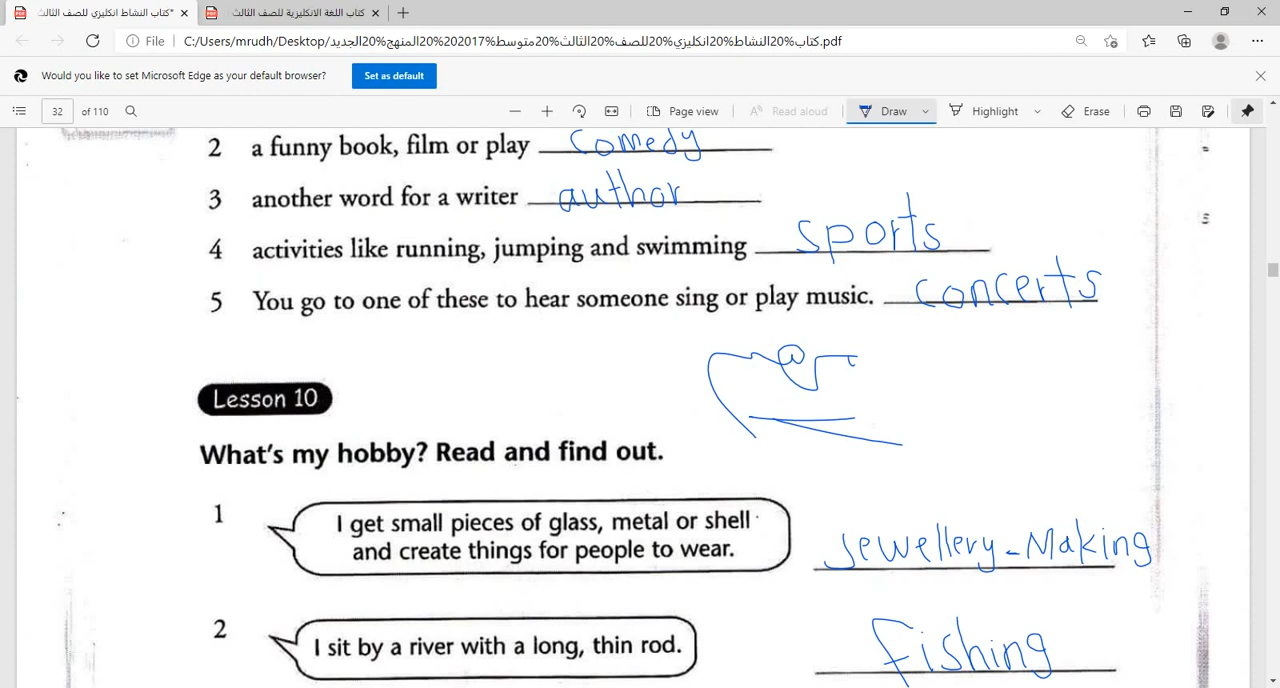 *كتاب النشاط انكليزي للصف الثالث
كتاب اللغة الانكليزية للصف الثالث
File C:/Users/mrudh/Desktop/كتاب%20النشاط%20انكليزي%20للصف%20الثالث%20متوسط%202017%20المنهج%20الجديد.pdf
Would you like to set Microsoft Edge as your default browser? Set as default
32 of 110 Page view Read aloud Draw Highlight Erase
2 a funny book, film or play comedy
3 another word for a writer author
4 activities like running, jumping and swimming sports
5 You go to one of these to hear someone sing or play music. concerts
Lesson 10
What's my hobby? Read and find out.
1 I get small pieces of glass, metal or shell
and create things for people to wear. Jewellery-Making
2 I sit by a river with a long, thin rod. fishing